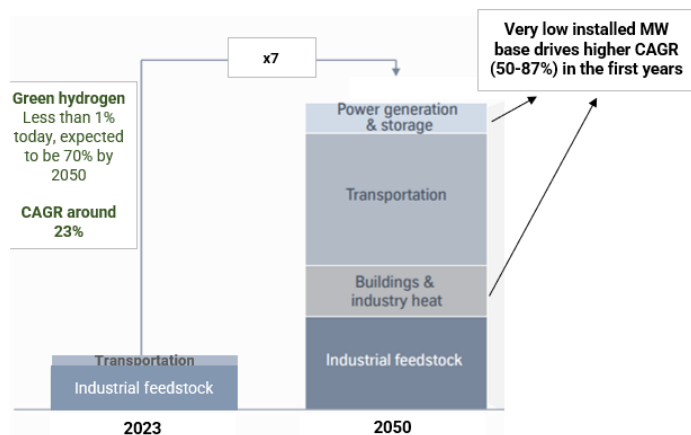 Very low installed MW
base drives higher CAGR
(50-87%) in the first years
x7
Green hydrogen
Less than 1%
today, expected
to be 70% by
2050
CAGR around
23%
Power generation
& storage
Transportation
Buildings &
industry heat
Industrial feedstock
Transportation
Industrial feedstock
2023
2050